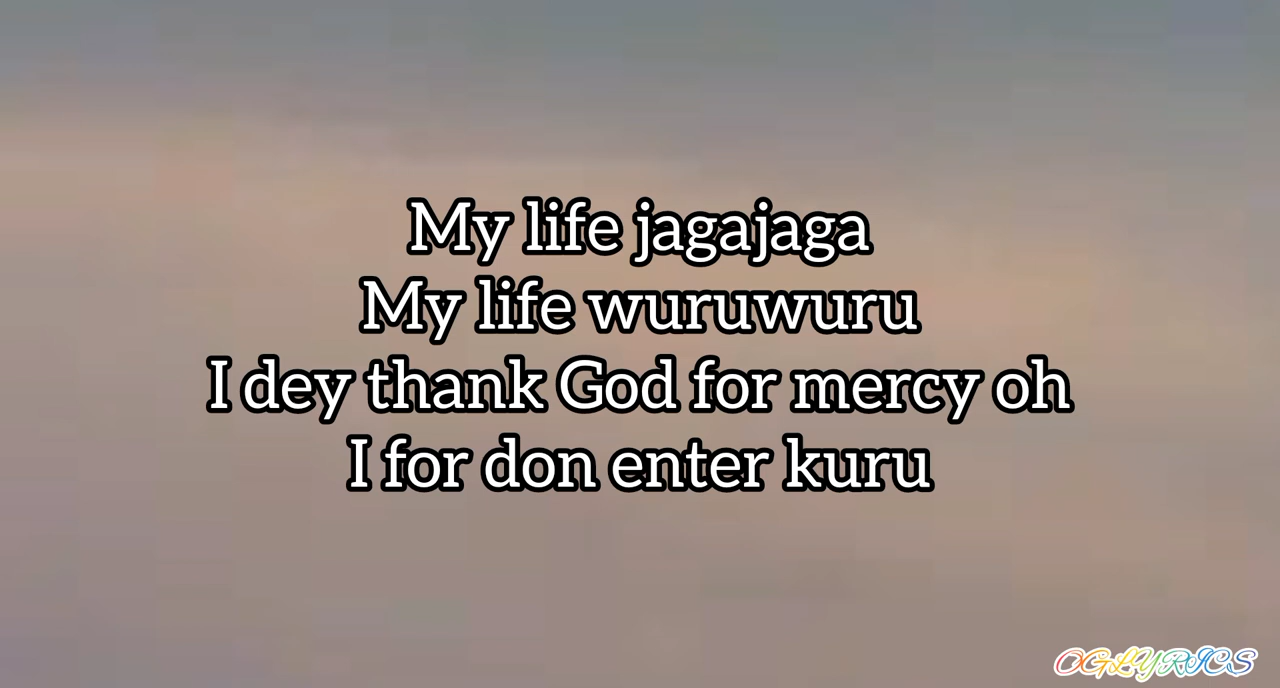 My life jagajaga
My life wuruwuru
I dey thank God for mercy oh
I for don enter kuru
OGLYRICS